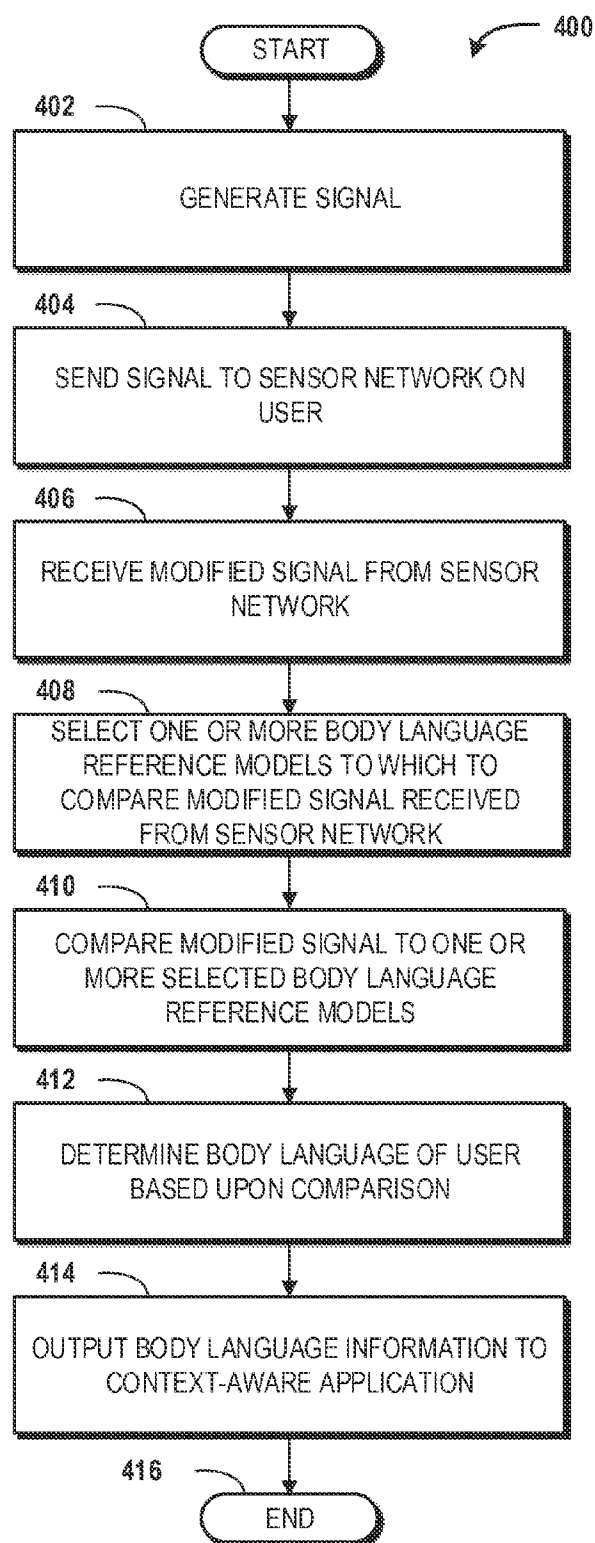 400
START
402
GENERATE SIGNAL
404
SEND SIGNAL TO SENSOR NETWORK ON
USER
406
RECEIVE MODIFIED SIGNAL FROM SENSOR
NETWORK
408
SELECT ONE OR MORE BODY LANGUAGE
REFERENCE MODELS TO WHICH TO
COMPARE MODIFIED SIGNAL RECEIVED
FROM SENSOR NETWORK
410
COMPARE MODIFIED SIGNAL TO ONE OR
MORE SELECTED BODY LANGUAGE
REFERENCE MODELS
412
DETERMINE BODY LANGUAGE OF USER
BASED UPON COMPARISON
414
OUTPUT BODY LANGUAGE INFORMATION TO
CONTEXT-AWARE APPLICATION
416
END